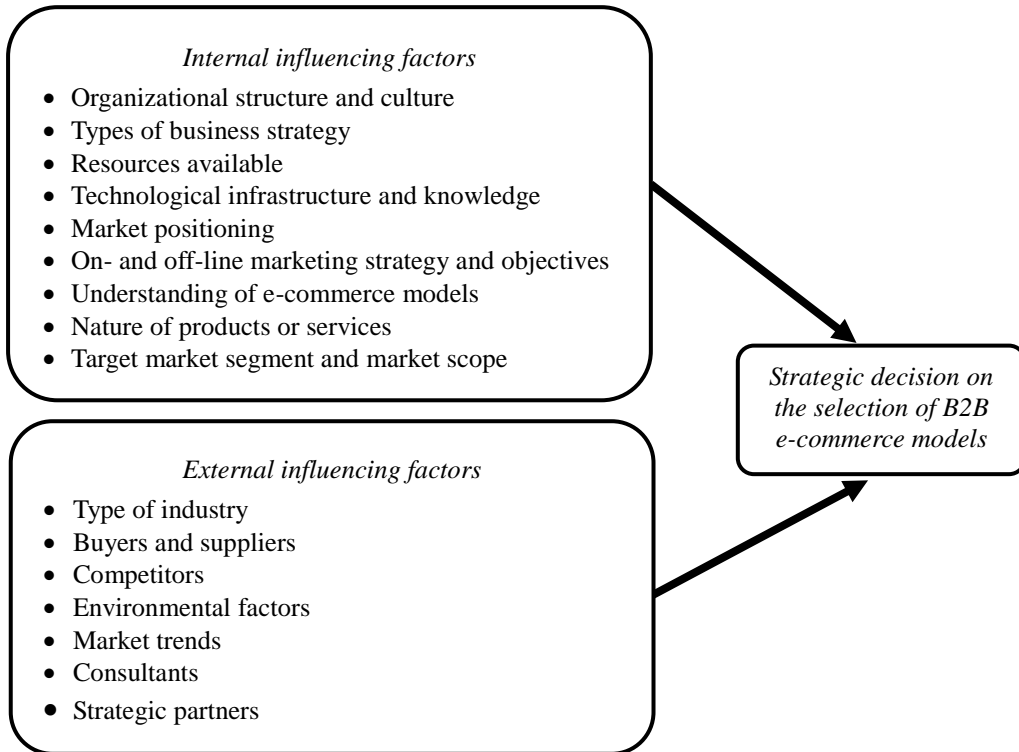 Internal influencing factors
• Organizational structure and culture
• Types of business strategy
• Resources available
• Technological infrastructure and knowledge
• Market positioning
• On- and off-line marketing strategy and objectives
• Understanding of e-commerce models
• Nature of products or services
• Target market segment and market scope
Strategic decision on
the selection of B2B
e-commerce models
External influencing factors
• Type of industry
• Buyers and suppliers
• Competitors
• Environmental factors
• Market trends
• Consultants
• Strategic partners